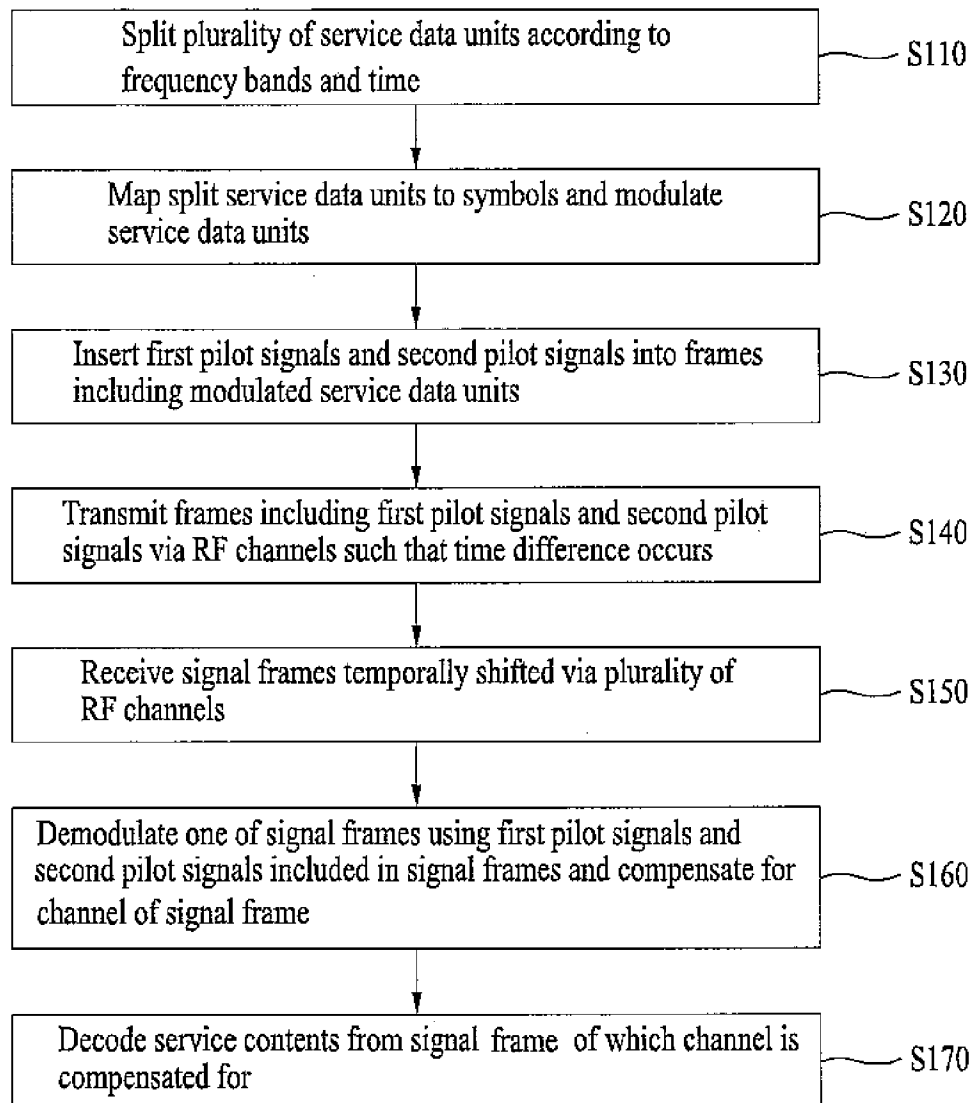 Split plurality of service data units according to
frequency bands and time
S110
Map split service data units to symbols and modulate
service data units
S120
Insert first pilot signals and second pilot signals into frames
including modulated service data units
S130
Transmit frames including first pilot signals and second pilot
signals via RF channels such that time difference occurs
S140
Receive signal frames temporally shifted via plurality of
RF channels
S150
Demodulate one of signal frames using first pilot signals and
second pilot signals included in signal frames and compensate for
channel of signal frame
S160
Decode service contents from signal frame of which channel is
compensated for
S170